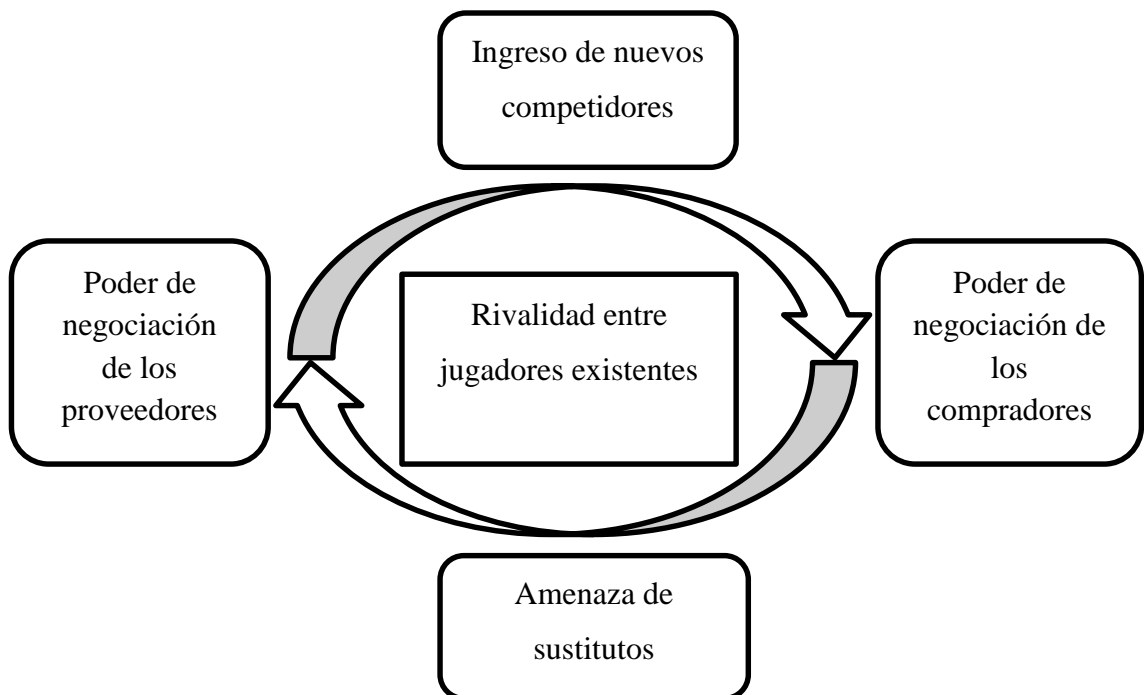 Ingreso de nuevos
competidores
Poder de
negociación
de los
proveedores
Rivalidad entre
jugadores existentes
Poder de
negociación de
los
compradores
Amenaza de
sustitutos